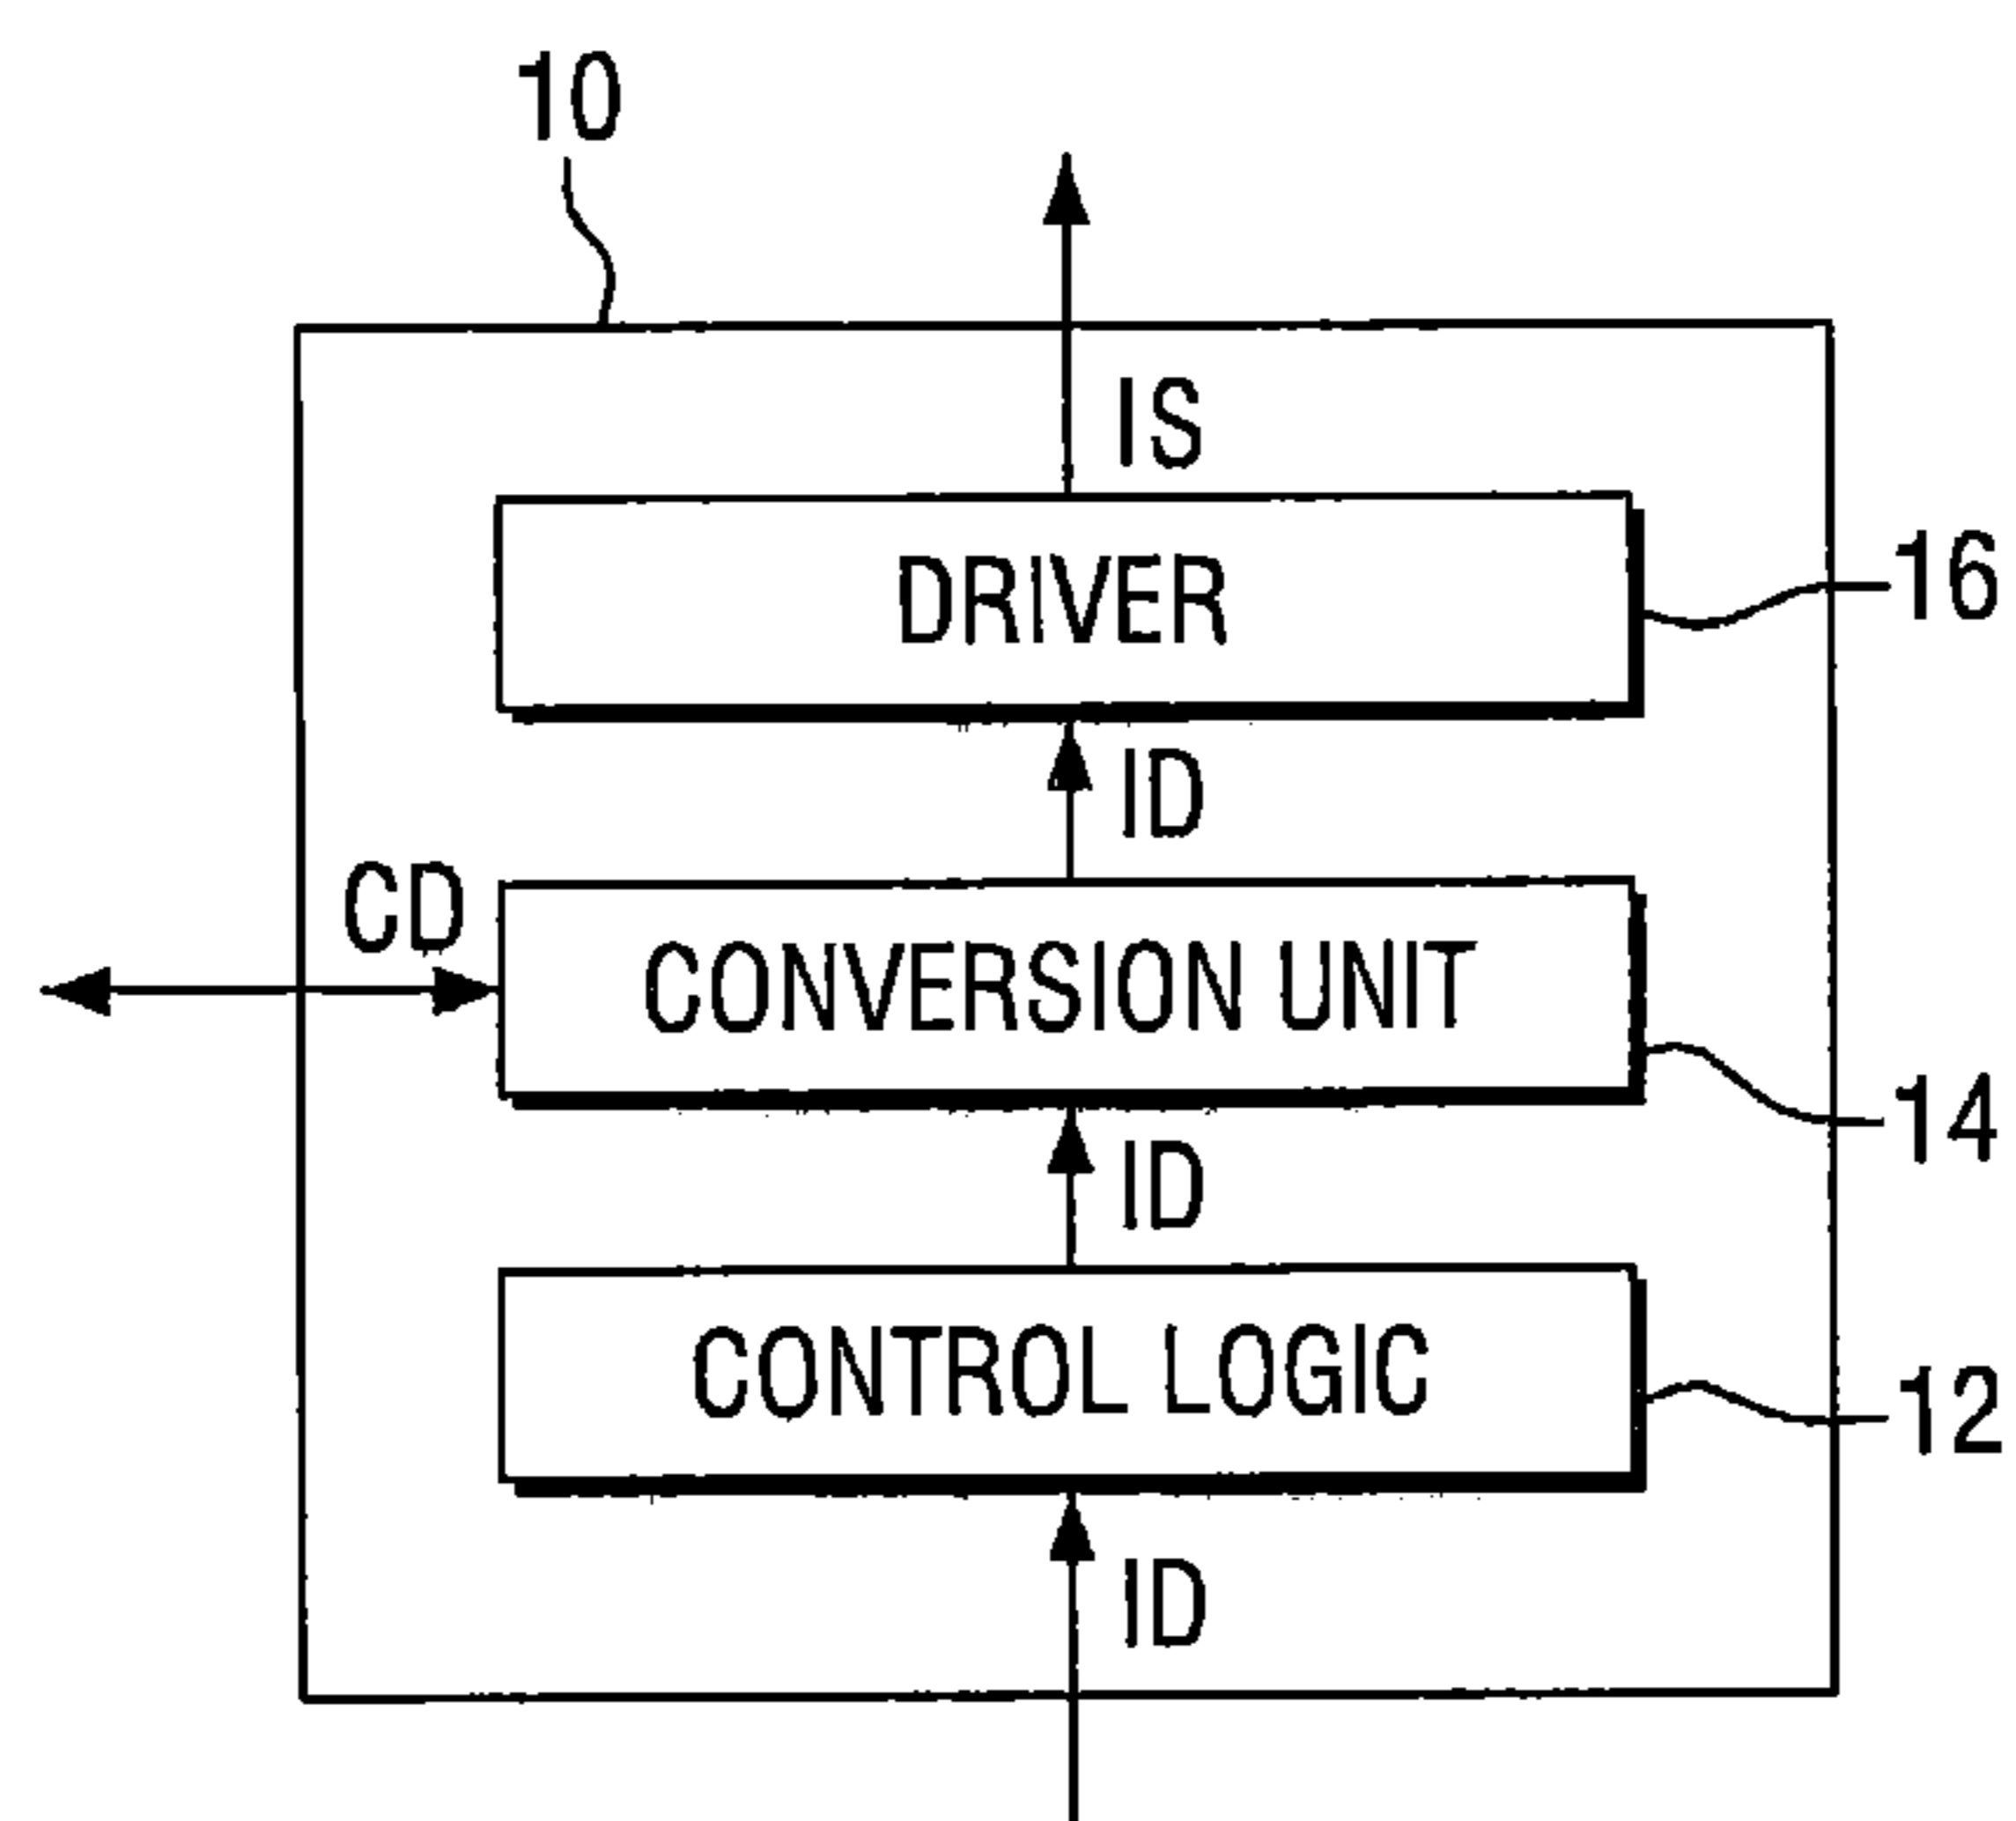 10
IS
DRIVER
16
ID
CD
CONVERSION UNIT
14
ID
CONTROL LOGIC
12
ID